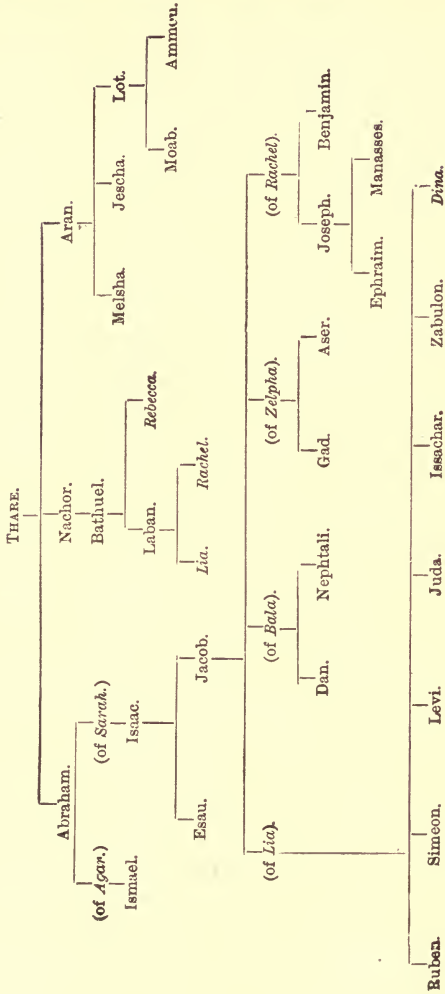 THARE.
Abraham. Nachor. Aran.
(of Agar.) (of Sarah.) Bathuel. Melsha. Jescha. Lot.
Ismael. Isaac. Laban. Rebecca. Moab. Ammon.
Esau. Jacob. Lia. Rachel.
(of Lia). (of Bala). (of Zelpha). (of Rachel).
Dan. Nephtali. Gad. Aser. Joseph. Benjamin.
Ephraim. Manasses.
Ruben. Simeon. Levi. Juda. Issachar. Zabulon. Dina.